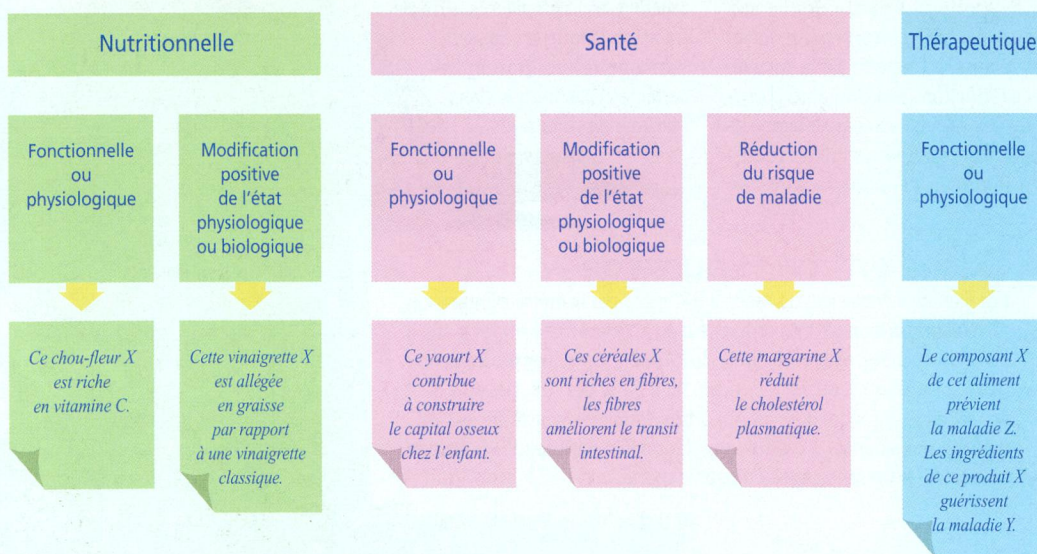 Nutritionnelle
Santé
Thérapeutique
Fonctionnelle
ou
physiologique
Modification
positive
de l'état
physiologique
ou biologique
Fonctionnelle
ou
physiologique
Modification
positive
de l'état
physiologique
ou biologique
Réduction
du risque
de maladie
Fonctionnelle
ou
physiologique
Ce chou-fleur X
est riche
en vitamine C.
Cette vinaigrette X
est allégée
en graisse
par rapport
à une vinaigrette
classique.
Ce yaourt X
contribue
à construire
le capital osseux
chez l'enfant.
Ces céréales X
sont riches en fibres,
les fibres
améliorent le transit
intestinal.
Cette margarine X
réduit
le cholestérol
plasmatique.
Le composant X
de cet aliment
prévient
la maladie Z.
Les ingrédients
de ce produit X
guérissent
la maladie Y.